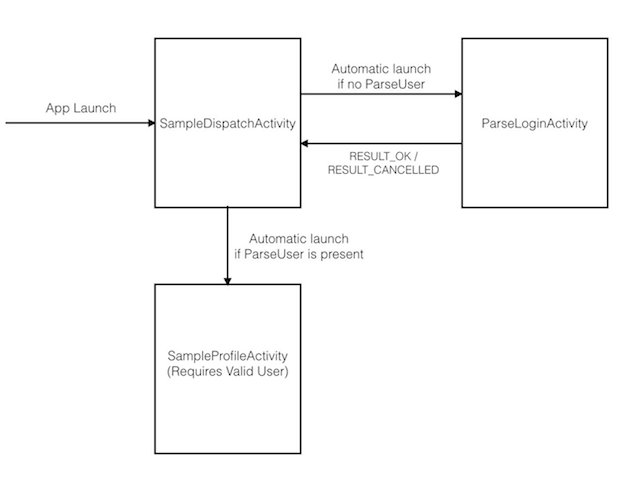 Automatic launch
if no ParseUser
App Launch
SampleDispatchActivity
ParseLoginActivity
RESULT_OK /
RESULT_CANCELLED
Automatic launch
if ParseUser is present
SampleProfileActivity
(Requires Valid User)